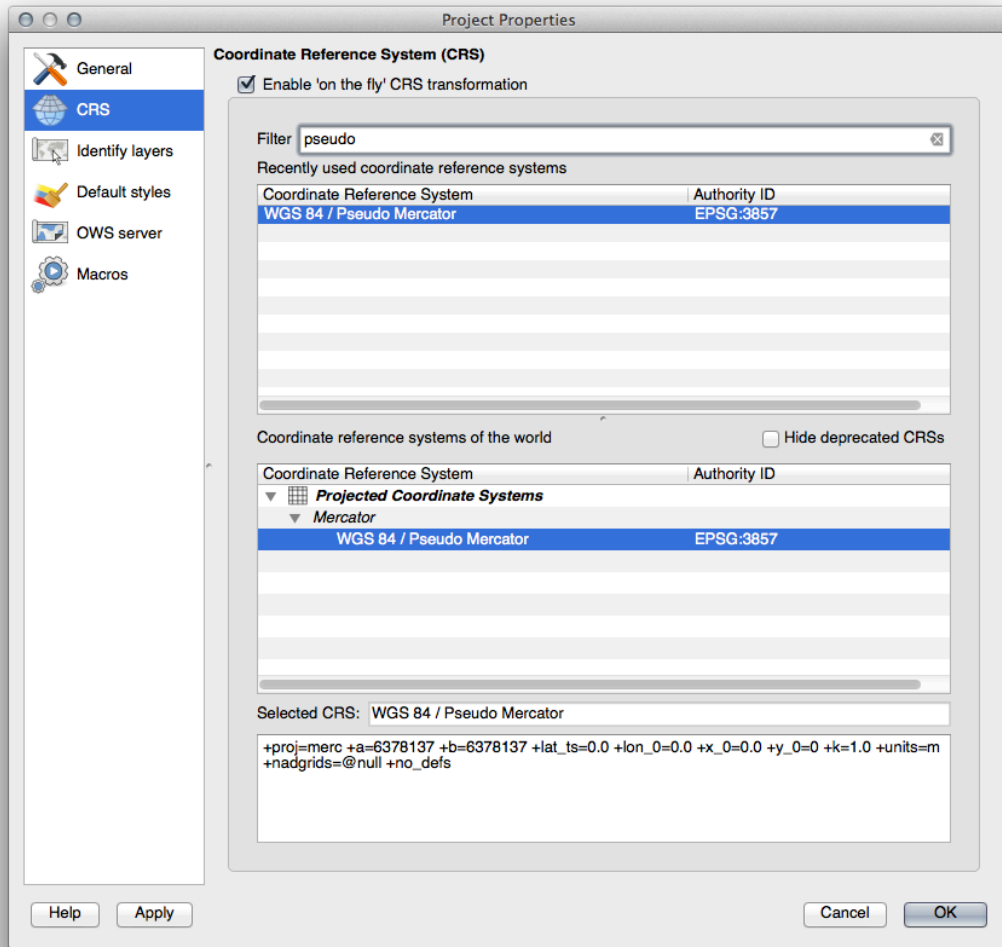 Project Properties
General
CRS
Identify layers
Default styles
OWS server
Macros
Coordinate Reference System (CRS)
Enable 'on the fly' CRS transformation
Filter pseudo
Recently used coordinate reference systems
Coordinate Reference System Authority ID
WGS 84 / Pseudo Mercator EPSG:3857
Coordinate reference systems of the world Hide deprecated CRSs
Coordinate Reference System Authority ID
Projected Coordinate Systems
Mercator
WGS 84 / Pseudo Mercator EPSG:3857
Selected CRS: WGS 84 / Pseudo Mercator
+proj=merc +a=6378137 +b=6378137 +lat_ts=0.0 +lon_0=0.0 +x_0=0.0 +y_0=0 +k=1.0 +units=m
+nadgrids=@null +no_defs
Help Apply Cancel OK